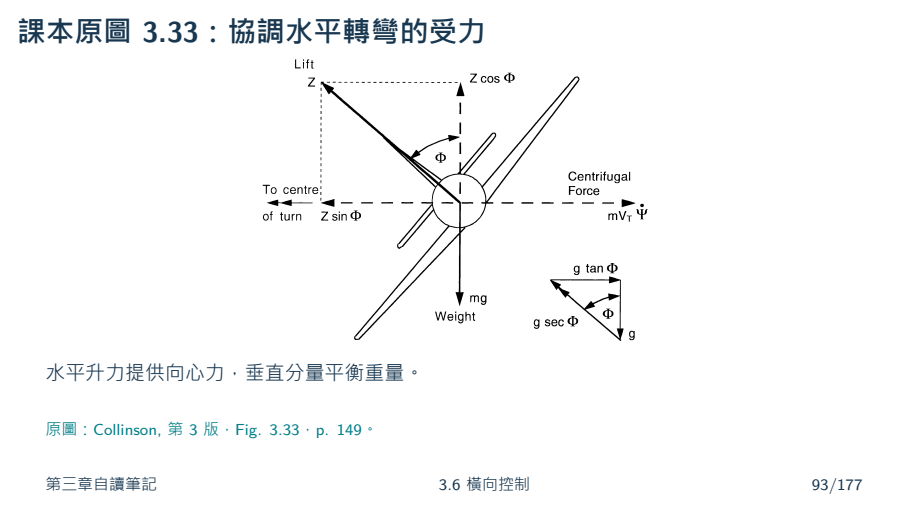 課本原圖 3.33：協調水平轉彎的受力
Lift
Z
Z cos Φ
Φ
Centrifugal
Force
To centre
of turn
Z sin Φ
mVT Ψ̇
g tan Φ
mg
Weight
g sec Φ
Φ
g
水平升力提供向心力，垂直分量平衡重量。
原圖：Collinson, 第 3 版，Fig. 3.33，p. 149。
第三章自讀筆記
3.6 橫向控制
93/177